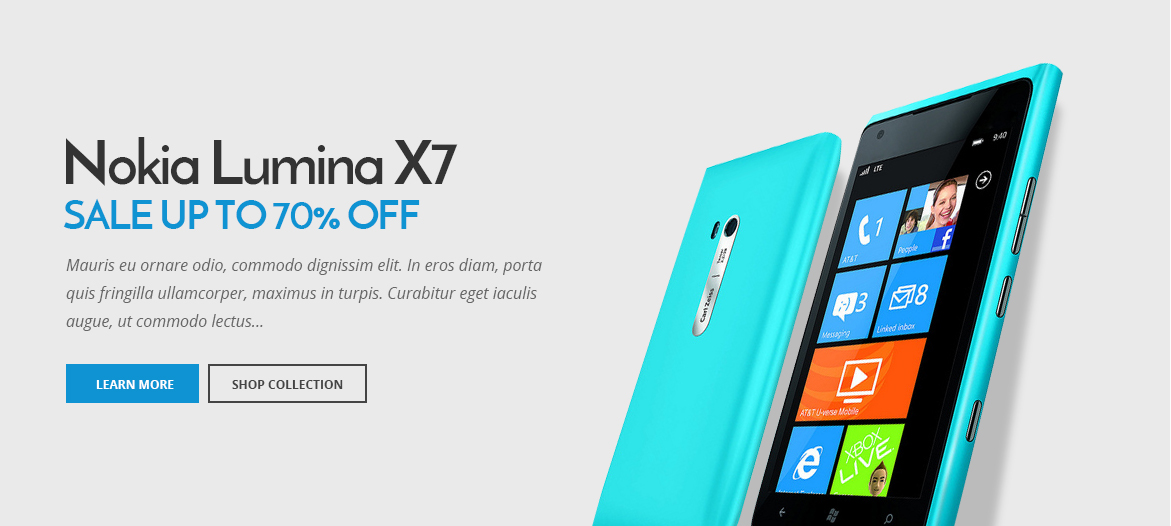 Nokia Lumina X7
SALE UP TO 70% OFF
Mauris eu ornare odio, commodo dignissim elit. In eros diam, porta
quis fringilla ullamcorper, maximus in turpis. Curabitur eget iaculis
augue, ut commodo lectus...
LEARN MORE
SHOP COLLECTION
Carl Zeiss
9:40
LTE
1
AT&T
People
f
3
Messaging
8
Linked inbox
AT&T U-verse Mobile
Internet Explorer
XBOX
LIVE